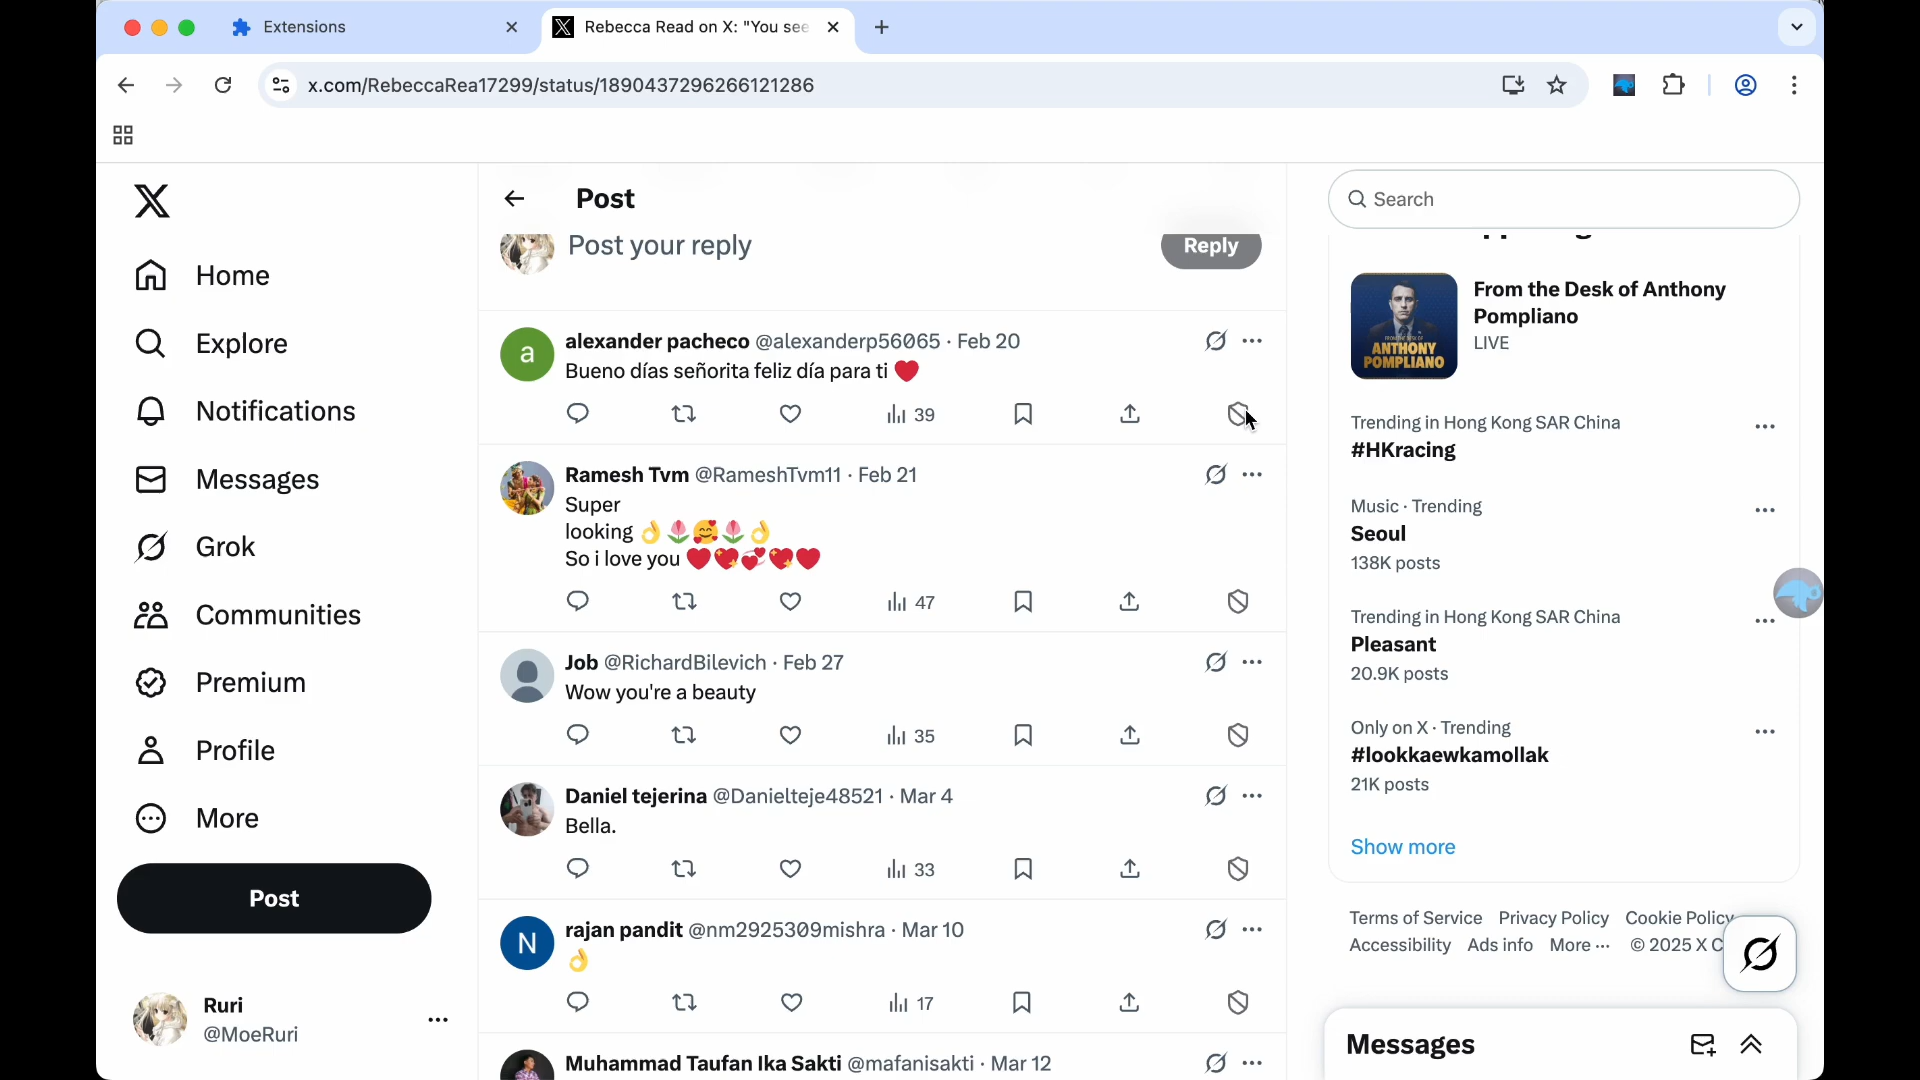 Extensions
Rebecca Read on X: "You see
x.com/RebeccaRea17299/status/1890437296266121286
Home
Explore
Notifications
Messages
Grok
Communities
Premium
Profile
More
Post
Ruri
@MoeRuri
Post
Post your reply
Reply
alexander pacheco @alexanderp56065 · Feb 20
Bueno días señorita feliz día para ti ❤️
39
Ramesh Tvm @RameshTvm11 · Feb 21
Super
looking 👌🌷🥰🌷👌
So i love you ❤️💖💞💖❤️
47
Job @RichardBilevich · Feb 27
Wow you're a beauty
35
Daniel tejerina @Danielteje48521 · Mar 4
Bella.
33
N
rajan pandit @nm2925309mishra · Mar 10
👌
17
Muhammad Taufan Ika Sakti @mafanisakti · Mar 12
a
Search
From the Desk of Anthony
Pompliano
LIVE
ANTHONY
POMPLIANO
Trending in Hong Kong SAR China
#HKracing
Music · Trending
Seoul
138K posts
Trending in Hong Kong SAR China
Pleasant
20.9K posts
Only on X · Trending
#lookkaewkamollak
21K posts
Show more
Terms of Service Privacy Policy Cookie Policy
Accessibility Ads info More ··· © 2025 X C
Messages